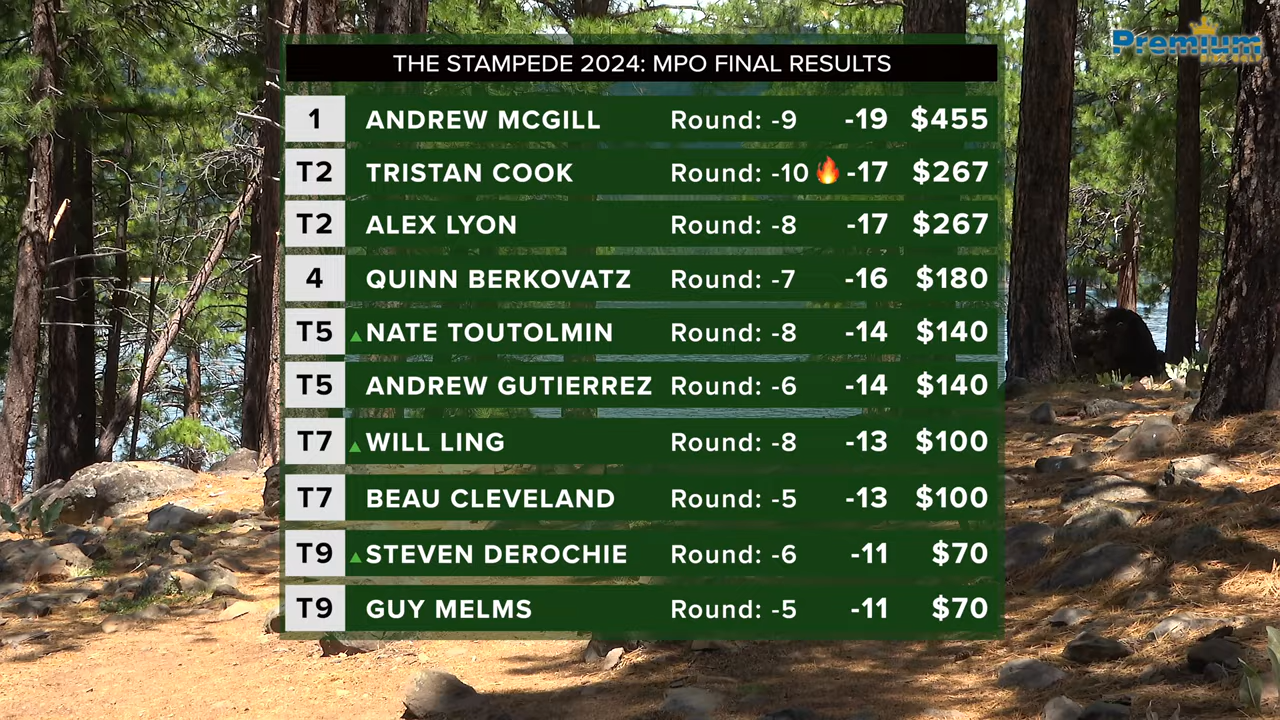 Premium
THE STAMPEDE 2024: MPO FINAL RESULTS
1 ANDREW MCGILL Round: -9 -19 $455
T2 TRISTAN COOK Round: -10 🔥 -17 $267
T2 ALEX LYON Round: -8 -17 $267
4 QUINN BERKOVATZ Round: -7 -16 $180
T5 ▲NATE TOUTOLMIN Round: -8 -14 $140
T5 ANDREW GUTIERREZ Round: -6 -14 $140
T7 ▲WILL LING Round: -8 -13 $100
T7 BEAU CLEVELAND Round: -5 -13 $100
T9 ▲STEVEN DEROCHIE Round: -6 -11 $70
T9 GUY MELMS Round: -5 -11 $70